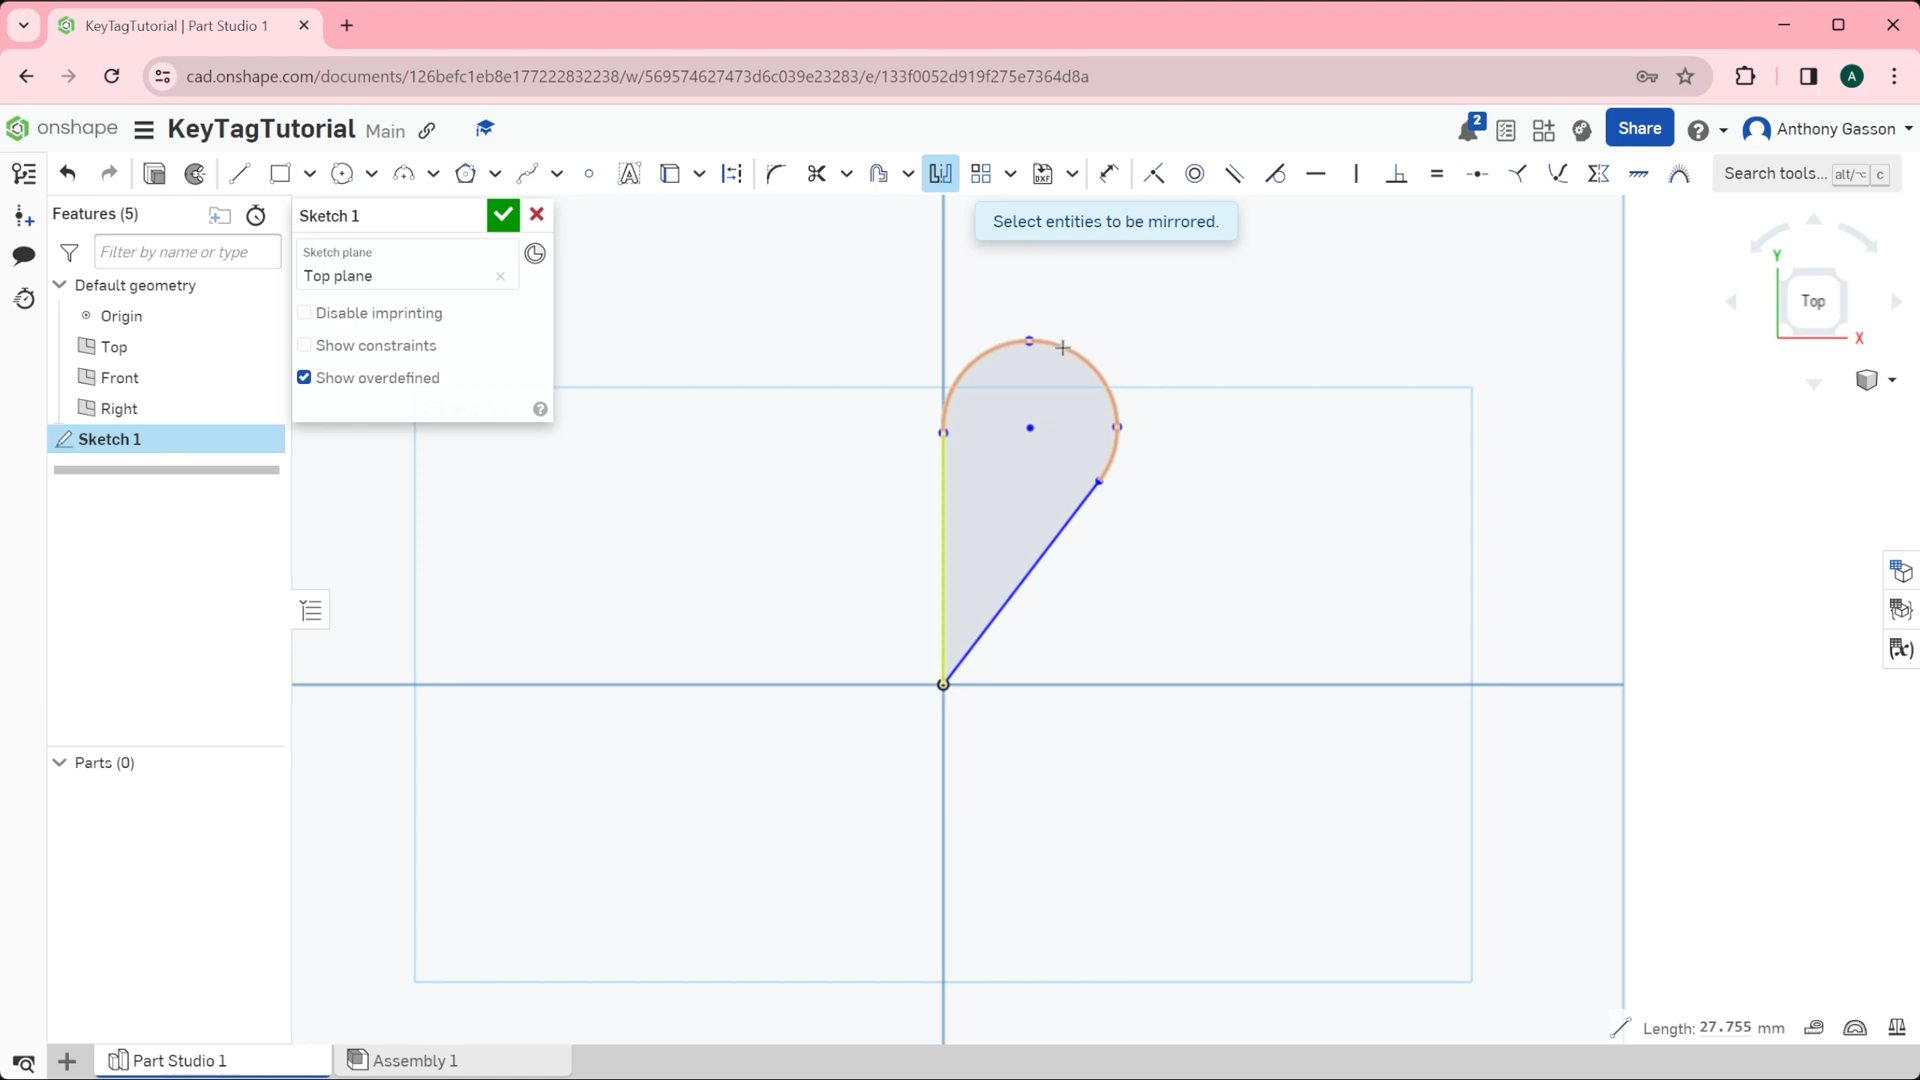 KeyTagTutorial | Part Studio 1
cad.onshape.com/documents/126befc1eb8e177222832238/w/569574627473d6c039e23283/e/133f0052d919f275e7364d8a
A
onshape KeyTagTutorial Main
2
Share
Anthony Gasson
DXF
Search tools... alt/⌥ c
Features (5)
Filter by name or type
Default geometry
Origin
Top
Front
Right
Sketch 1
Parts (0)
Sketch 1
Sketch plane
Top plane
Disable imprinting
Show constraints
Show overdefined
Select entities to be mirrored.
Y
Top
X
(x)
Length: 27.755 mm
Part Studio 1
Assembly 1